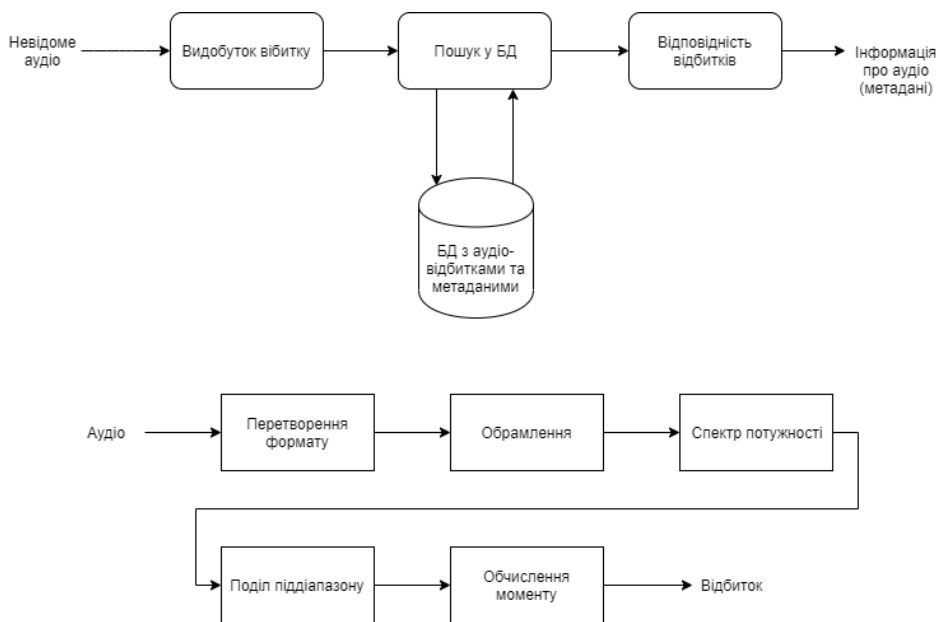 Невідоме
аудіо
Видобуток вібитку
Пошук у БД
Відповідність
відбитків
Інформація
про аудіо
(метадані)
БД з аудіо-
відбитками та
метаданими
Аудіо
Перетворення
формату
Обрамлення
Спектр потужності
Поділ піддіапазону
Обчислення
моменту
Відбиток